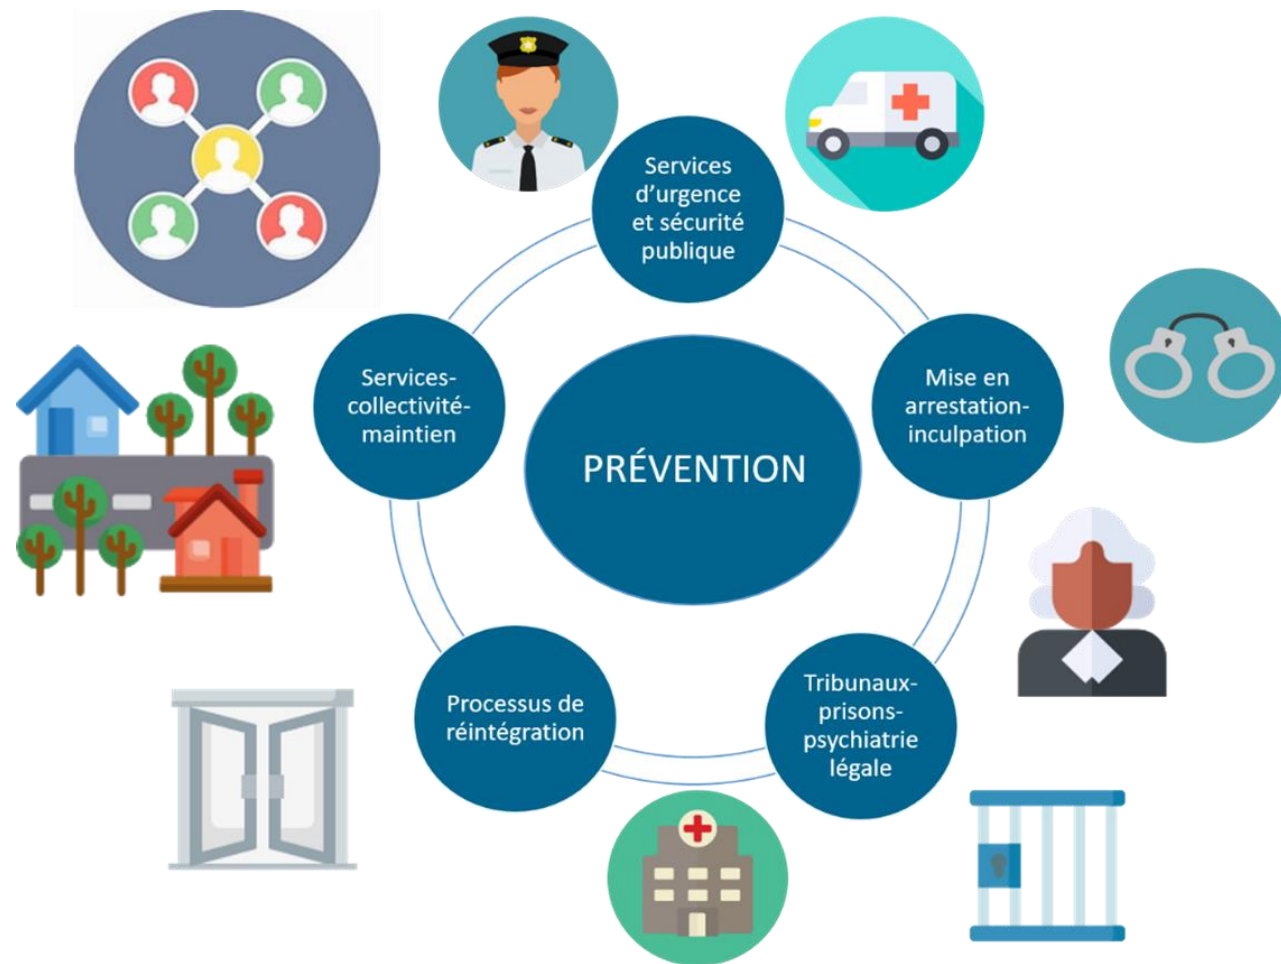 Services
d’urgence
et sécurité
publique
Services-
collectivité-
maintien
Mise en
arrestation-
inculpation
PRÉVENTION
Processus de
réintégration
Tribunaux-
prisons-
psychiatrie
légale